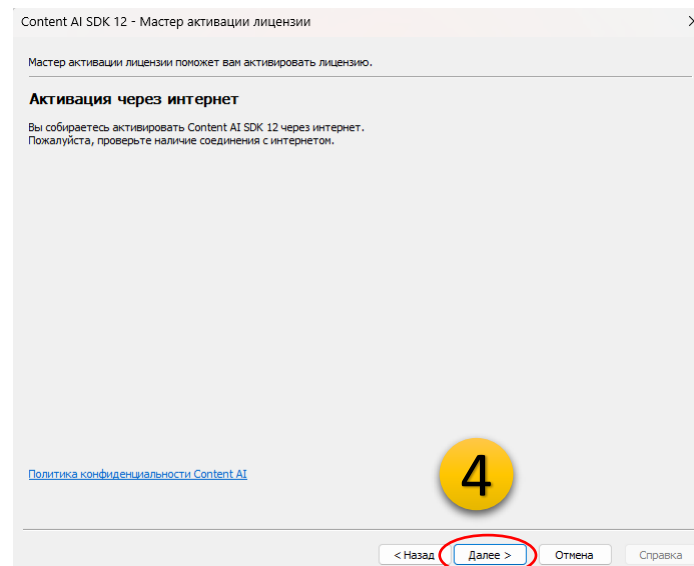 Content AI SDK 12 - Мастер активации лицензии
Мастер активации лицензии поможет вам активировать лицензию.
Активация через интернет
Вы собираетесь активировать Content AI SDK 12 через интернет.
Пожалуйста, проверьте наличие соединения с интернетом.
Политика конфиденциальности Content AI
4
< Назад Далее > Отмена Справка